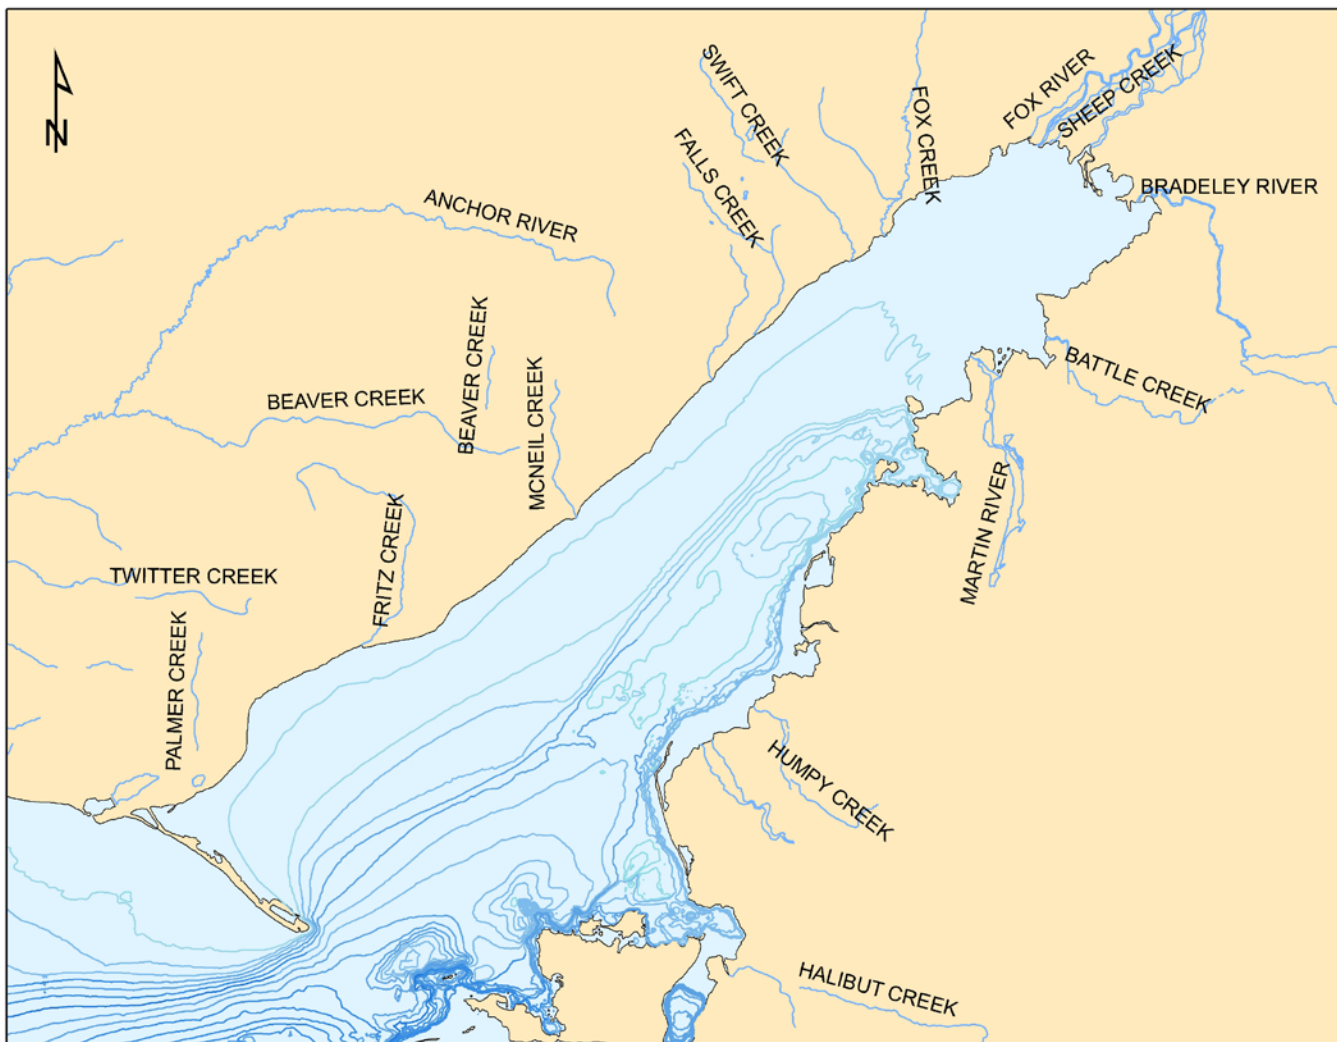 N
SWIFT CREEK
FALLS CREEK
FOX CREEK
FOX RIVER
SHEEP CREEK
BRADELEY RIVER
ANCHOR RIVER
BEAVER CREEK
BEAVER CREEK
MCNEIL CREEK
BATTLE CREEK
MARTIN RIVER
FRITZ CREEK
TWITTER CREEK
PALMER CREEK
HUMPY CREEK
HALIBUT CREEK